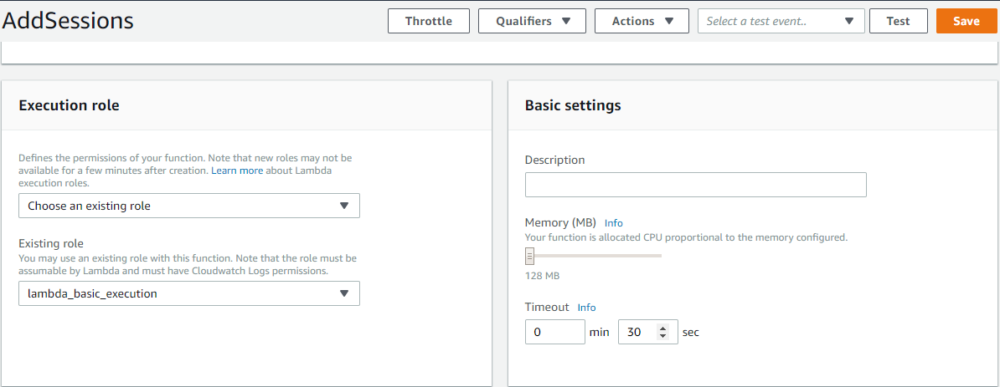 AddSessions
Throttle
Qualifiers
Actions
Select a test event..
Test
Save
Execution role
Defines the permissions of your function. Note that new roles may not be
available for a few minutes after creation. Learn more about Lambda
execution roles.
Choose an existing role
Existing role
You may use an existing role with this function. Note that the role must be
assumable by Lambda and must have Cloudwatch Logs permissions.
lambda_basic_execution
Basic settings
Description
Memory (MB) Info
Your function is allocated CPU proportional to the memory configured.
128 MB
Timeout Info
0 min 30 sec